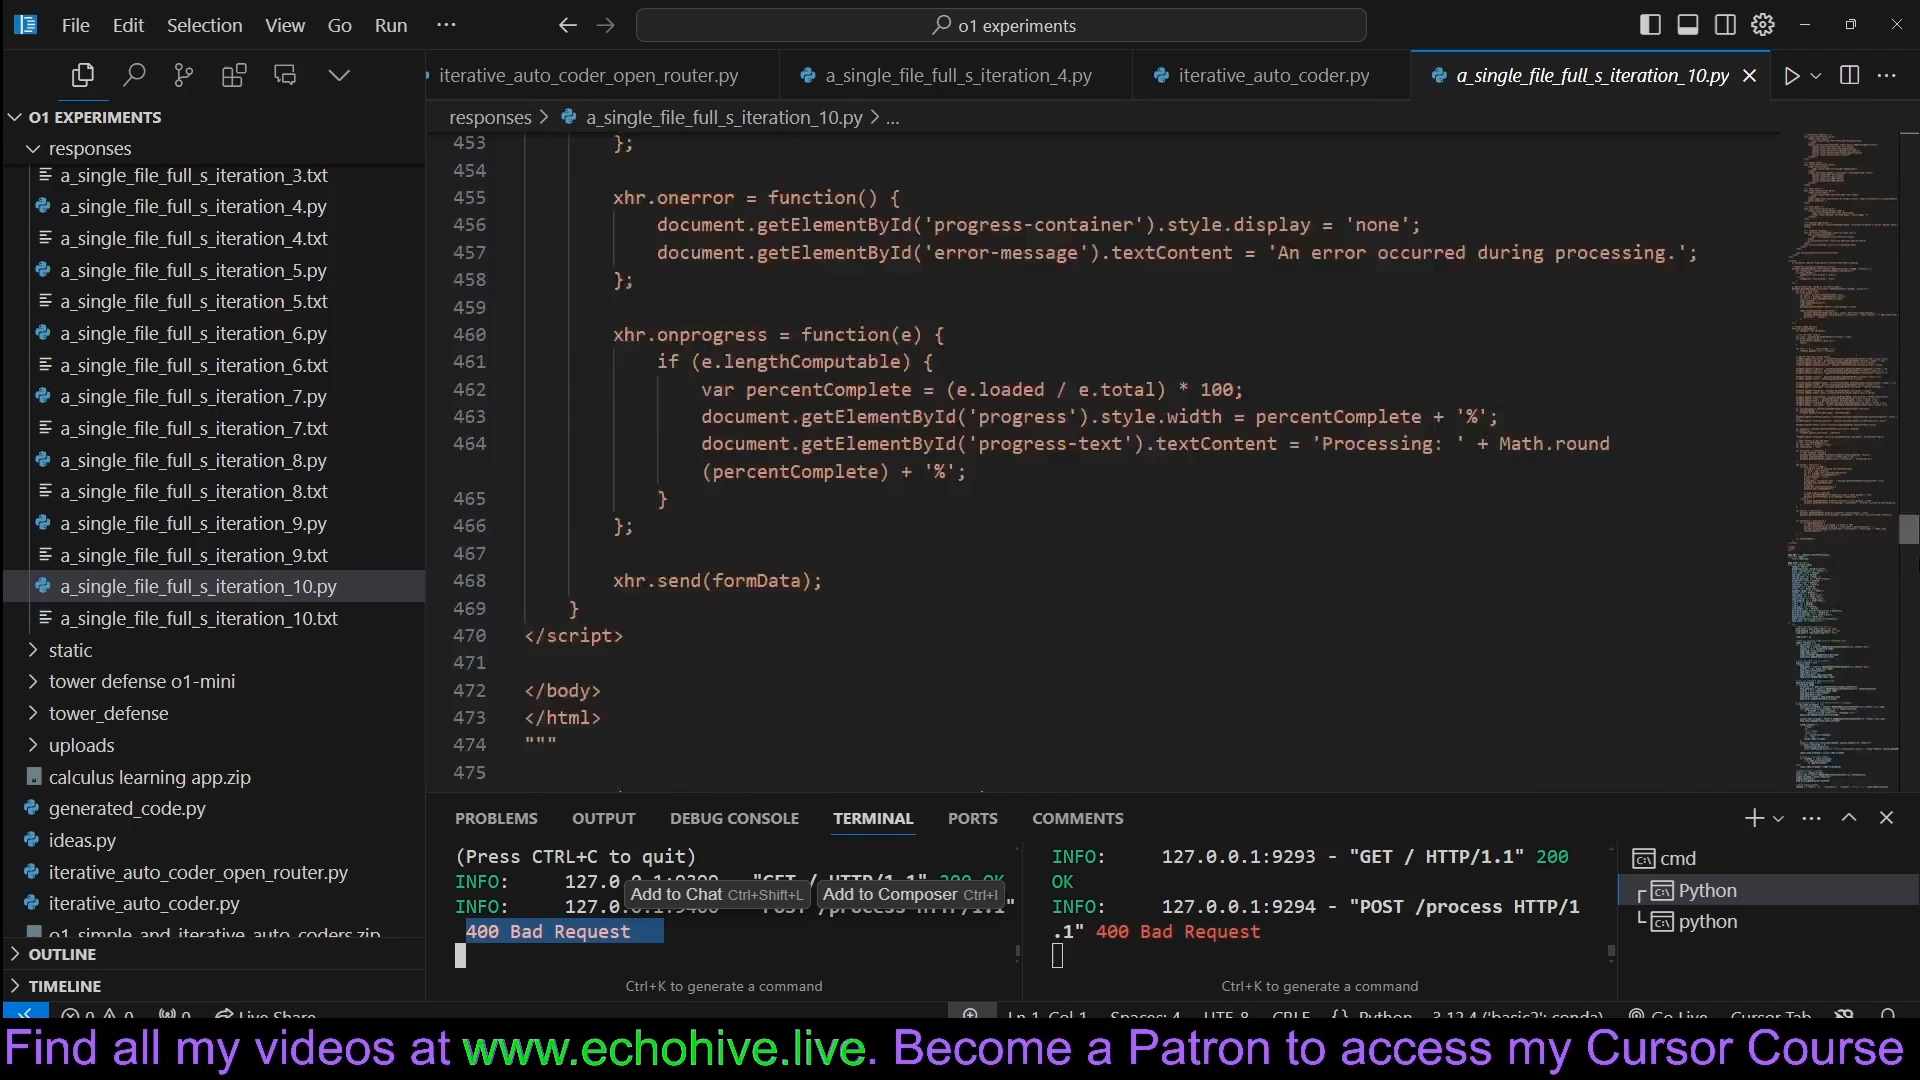 File Edit Selection View Go Run ···
o1 experiments
iterative_auto_coder_open_router.py
a_single_file_full_s_iteration_4.py
iterative_auto_coder.py
a_single_file_full_s_iteration_10.py
O1 EXPERIMENTS
responses
a_single_file_full_s_iteration_3.txt
a_single_file_full_s_iteration_4.py
a_single_file_full_s_iteration_4.txt
a_single_file_full_s_iteration_5.py
a_single_file_full_s_iteration_5.txt
a_single_file_full_s_iteration_6.py
a_single_file_full_s_iteration_6.txt
a_single_file_full_s_iteration_7.py
a_single_file_full_s_iteration_7.txt
a_single_file_full_s_iteration_8.py
a_single_file_full_s_iteration_8.txt
a_single_file_full_s_iteration_9.py
a_single_file_full_s_iteration_9.txt
a_single_file_full_s_iteration_10.py
a_single_file_full_s_iteration_10.txt
static
tower defense o1-mini
tower_defense
uploads
calculus learning app.zip
generated_code.py
ideas.py
iterative_auto_coder_open_router.py
iterative_auto_coder.py
o1_simple_and_iterative_auto_coders.zip
OUTLINE
TIMELINE
responses > a_single_file_full_s_iteration_10.py > ...
453 };
454
455 xhr.onerror = function() {
456 document.getElementById('progress-container').style.display = 'none';
457 document.getElementById('error-message').textContent = 'An error occurred during processing.';
458 };
459
460 xhr.onprogress = function(e) {
461 if (e.lengthComputable) {
462 var percentComplete = (e.loaded / e.total) * 100;
463 document.getElementById('progress').style.width = percentComplete + '%';
464 document.getElementById('progress-text').textContent = 'Processing: ' + Math.round
(percentComplete) + '%';
465 }
466 };
467
468 xhr.send(formData);
469 }
470 </script>
471
472 </body>
473 </html>
474 """
475
PROBLEMS OUTPUT DEBUG CONSOLE TERMINAL PORTS COMMENTS
(Press CTRL+C to quit)
INFO: 127.0
INFO: 127.0
Add to Chat Ctrl+Shift+L Add to Composer Ctrl+I
400 Bad Request
Ctrl+K to generate a command
INFO: 127.0.0.1:9293 - "GET / HTTP/1.1" 200
OK
INFO: 127.0.0.1:9294 - "POST /process HTTP/1
.1" 400 Bad Request
Ctrl+K to generate a command
cmd
Python
python
Find all my videos at www.echohive.live. Become a Patron to access my Cursor Course